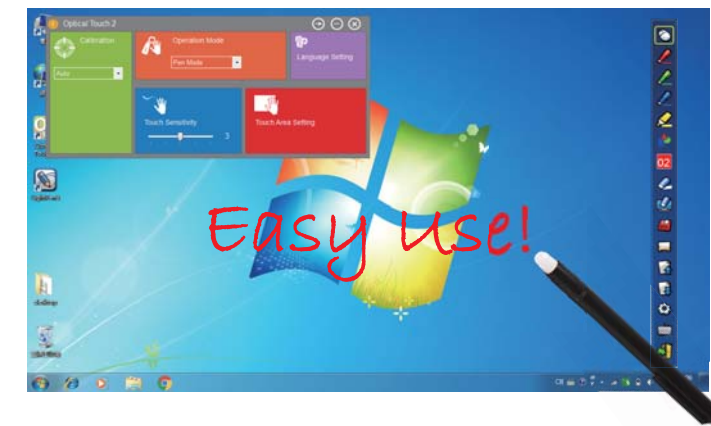 Optical Touch 2
Calibration
Auto
Operation Mode
Pen Mode
Language Setting
Touch Sensitivity
3
Touch Area Setting
02
Easy Use!